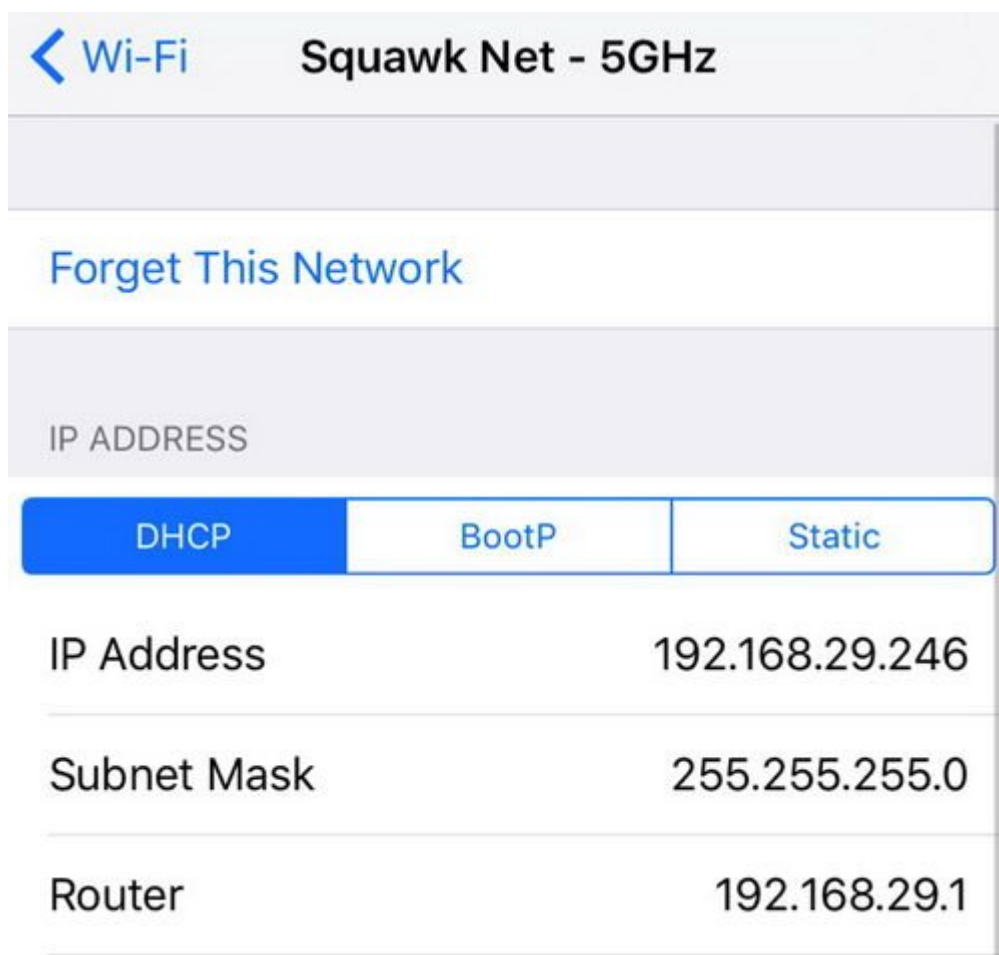 Wi-Fi Squawk Net - 5GHz
Forget This Network
IP ADDRESS
DHCP BootP Static
IP Address 192.168.29.246
Subnet Mask 255.255.255.0
Router 192.168.29.1